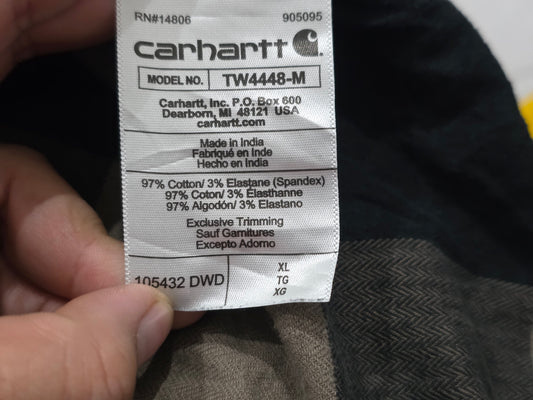 RN#14806 905095
carhartt
MODEL NO. TW4448-M
Carhartt, Inc. P.O. Box 600
Dearborn, MI 48121 USA
carhartt.com
Made in India
Fabriqué en Inde
Hecho en India
97% Cotton/ 3% Elastane (Spandex)
97% Coton/ 3% Élasthanne
97% Algodón/ 3% Elastano
Exclusive Trimming
Sauf Garnitures
Excepto Adorno
105432 DWD
XL
TG
XG